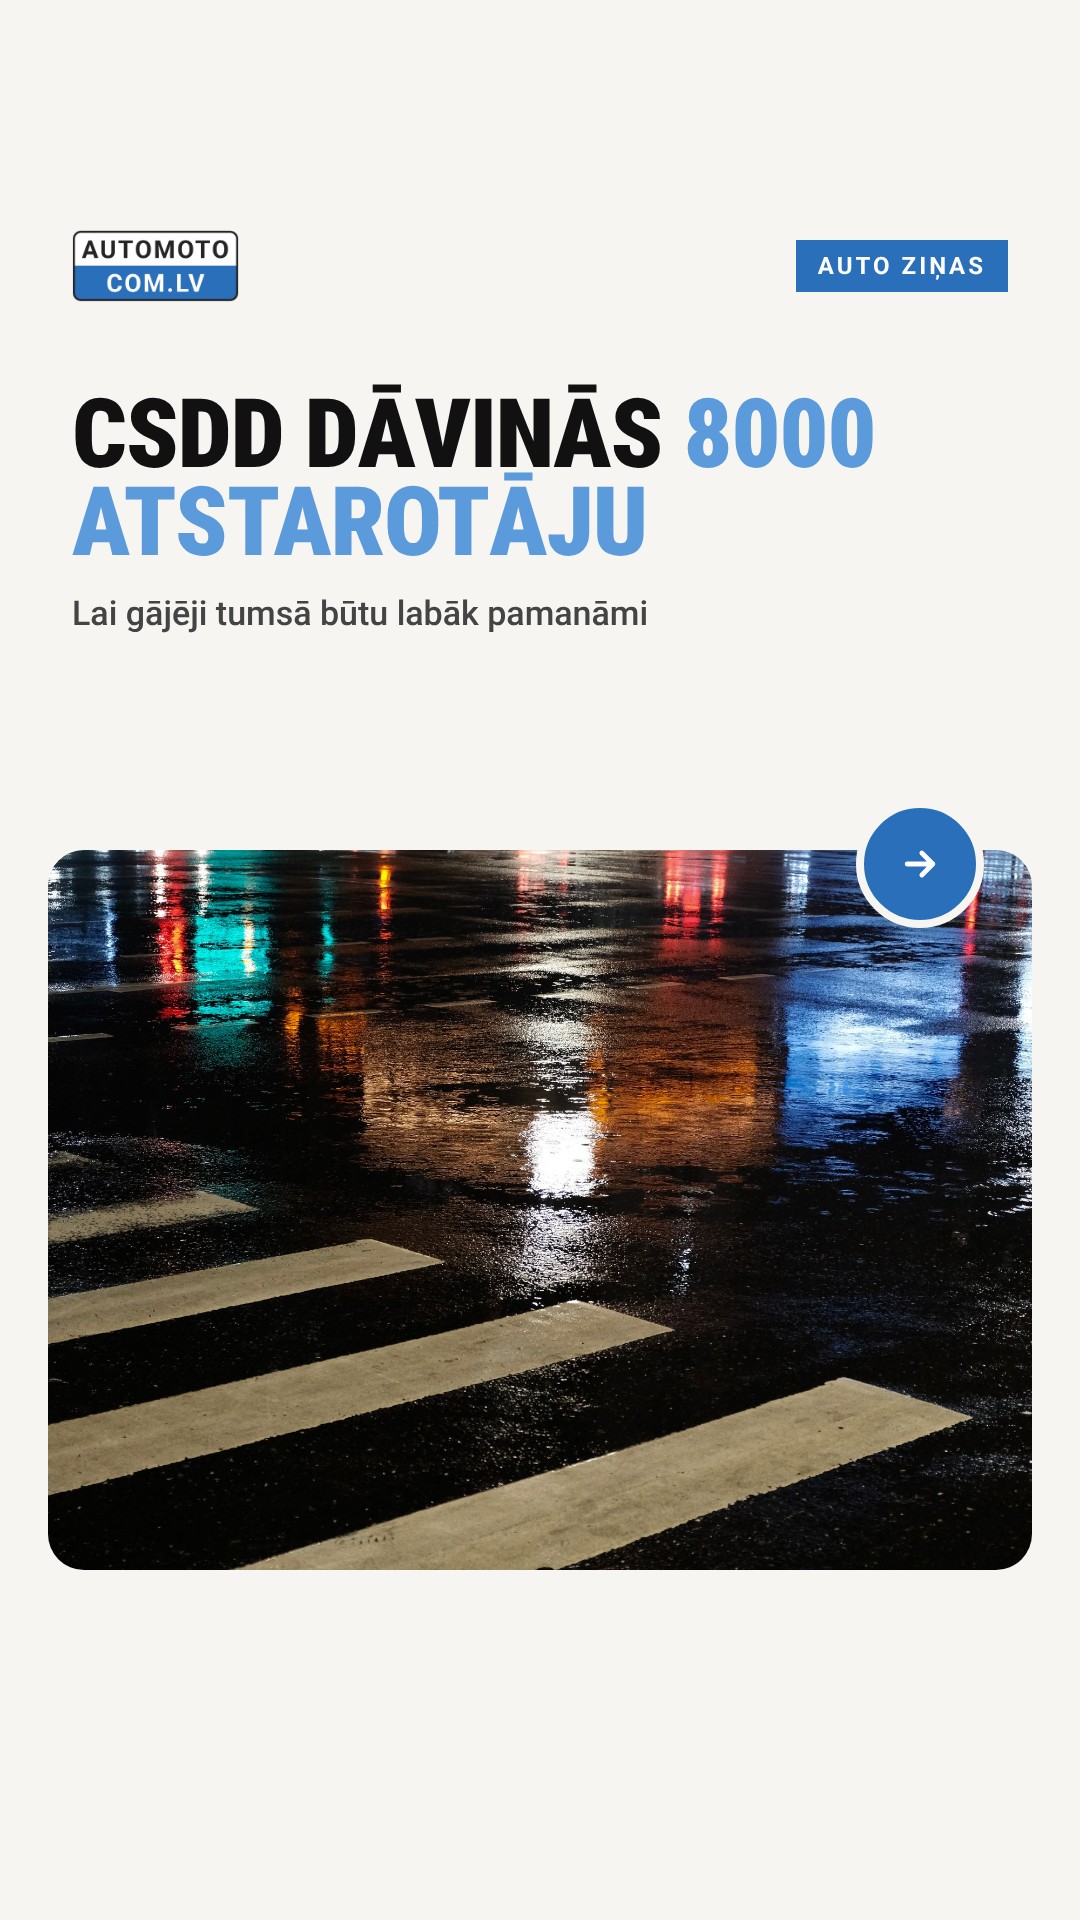 AUTOMOTO
COM.LV
AUTO ZIŅAS
CSDD DĀVINĀS 8000
ATSTAROTĀJU
Lai gājēji tumsā būtu labāk pamanāmi